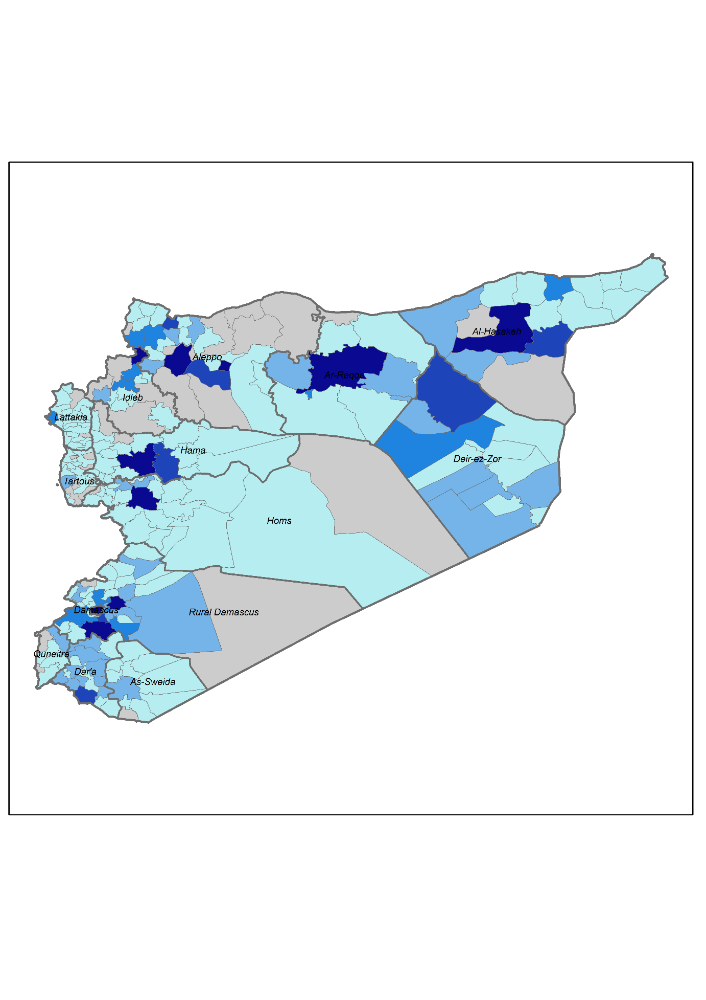 Al-Hasakeh
Aleppo
Ar-Raqqa
Idleb
Lattakia
Hama
Deir-ez-Zor
Tartous
Homs
Damascus
Rural Damascus
Quneitra
Dar'a
As-Sweida